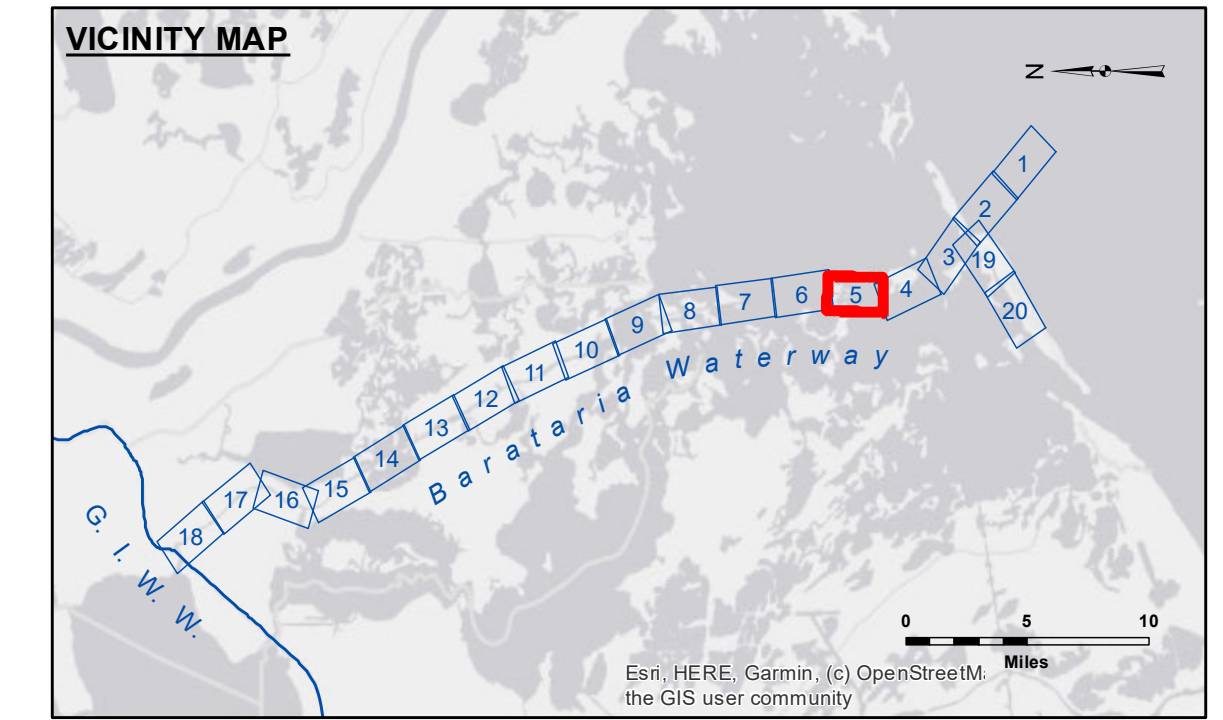 VICINITY MAP
N
1
2
3
19
4
20
5
6
7
8
9
10
11
12
13
14
15
16
17
18
Barataria Waterway
G. I. W. W.
0 5 10
Miles
Esri, HERE, Garmin, (c) OpenStreetM
the GIS user community